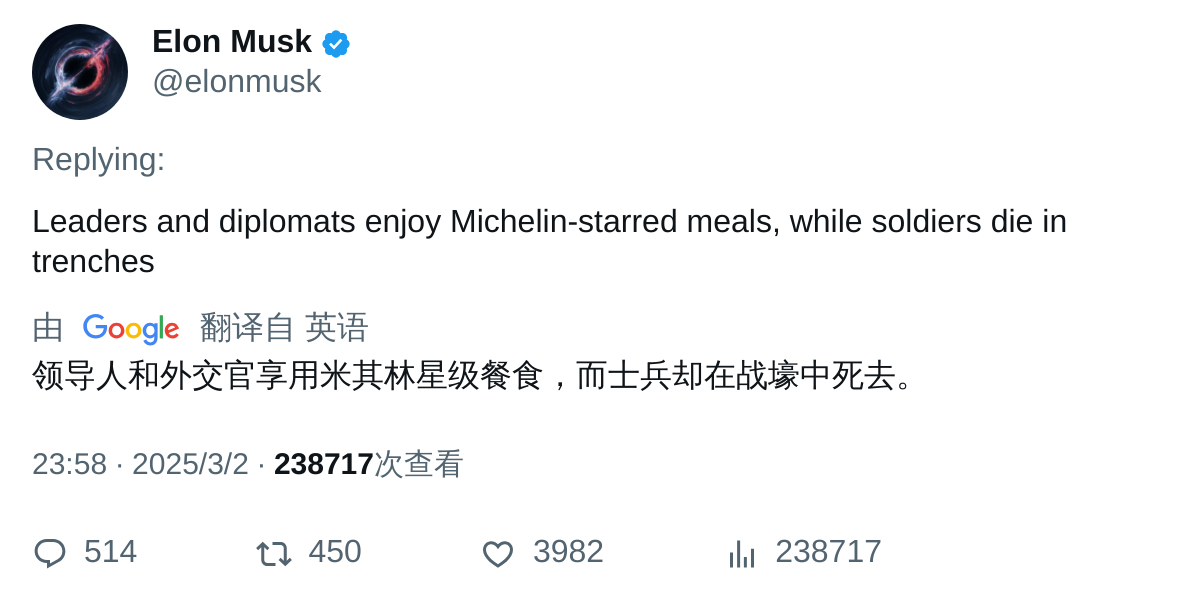 Elon Musk
@elonmusk
Replying:
Leaders and diplomats enjoy Michelin-starred meals, while soldiers die in
trenches
由 Google 翻译自 英语
领导人和外交官享用米其林星级餐食，而士兵却在战壕中死去。
23:58 · 2025/3/2 · 238717次查看
514 450 3982 238717